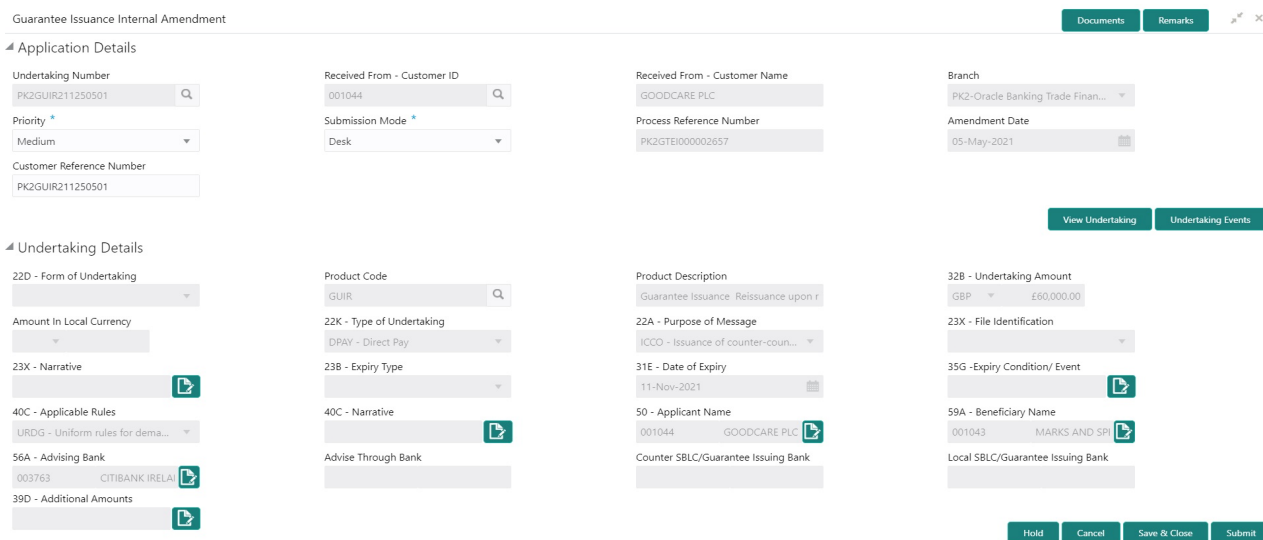 Guarantee Issuance Internal Amendment
Documents
Remarks
Application Details
Undertaking Number
Received From - Customer ID
Received From - Customer Name
Branch
PK2GUIR211250501
001044
GOODCARE PLC
PK2-Oracle Banking Trade Finan...
Priority *
Submission Mode *
Process Reference Number
Amendment Date
Medium
Desk
PK2GTEI000002657
05-May-2021
Customer Reference Number
PK2GUIR211250501
View Undertaking
Undertaking Events
Undertaking Details
22D - Form of Undertaking
Product Code
Product Description
32B - Undertaking Amount
GUIR
Guarantee Issuance Reissuance upon r
GBP £60,000.00
Amount In Local Currency
22K - Type of Undertaking
22A - Purpose of Message
23X - File Identification
DPAY - Direct Pay
ICCO - Issuance of counter-coun...
23X - Narrative
23B - Expiry Type
31E - Date of Expiry
35G -Expiry Condition/ Event
11-Nov-2021
40C - Applicable Rules
40C - Narrative
50 - Applicant Name
59A - Beneficiary Name
URDG - Uniform rules for dema...
001044 GOODCARE PLC
001043 MARKS AND SPI
56A - Advising Bank
Advise Through Bank
Counter SBLC/Guarantee Issuing Bank
Local SBLC/Guarantee Issuing Bank
003763 CITIBANK IRELAI
39D - Additional Amounts
Hold
Cancel
Save & Close
Submit